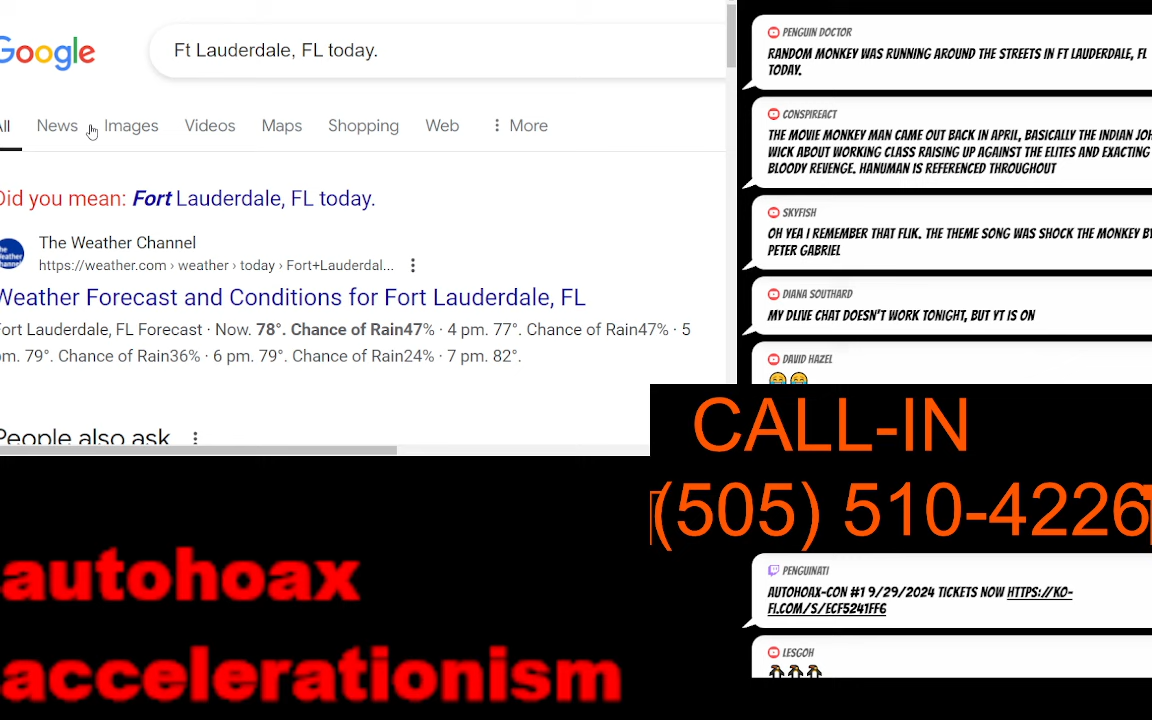 Google
Ft Lauderdale, FL today.
All
News
Images
Videos
Maps
Shopping
Web
More
Did you mean: Fort Lauderdale, FL today.
The Weather Channel
https://weather.com › weather › today › Fort+Lauderdal...
Weather Forecast and Conditions for Fort Lauderdale, FL
Fort Lauderdale, FL Forecast · Now. 78°. Chance of Rain47% · 4 pm. 77°. Chance of Rain47% · 5
pm. 79°. Chance of Rain36% · 6 pm. 79°. Chance of Rain24% · 7 pm. 82°.
People also ask
PENGUIN DOCTOR
RANDOM MONKEY WAS RUNNING AROUND THE STREETS IN FT LAUDERDALE, FL
TODAY.
CONSPIREACT
THE MOVIE MONKEY MAN CAME OUT BACK IN APRIL, BASICALLY THE INDIAN JOH
WICK ABOUT WORKING CLASS RAISING UP AGAINST THE ELITES AND EXACTING
BLOODY REVENGE. HANUMAN IS REFERENCED THROUGHOUT
SKYFISH
OH YEA I REMEMBER THAT FLIK. THE THEME SONG WAS SHOCK THE MONKEY BY
PETER GABRIEL
DIANA SOUTHARD
MY DLIVE CHAT DOESN'T WORK TONIGHT, BUT YT IS ON
DAVID HAZEL
CALL-IN
(505) 510-4226
PENGUINATI
AUTOHOAX-CON #1 9/29/2024 TICKETS NOW HTTPS://KO-
FI.COM/S/ECF5241FF6
LESGOH
autohoax
accelerationism